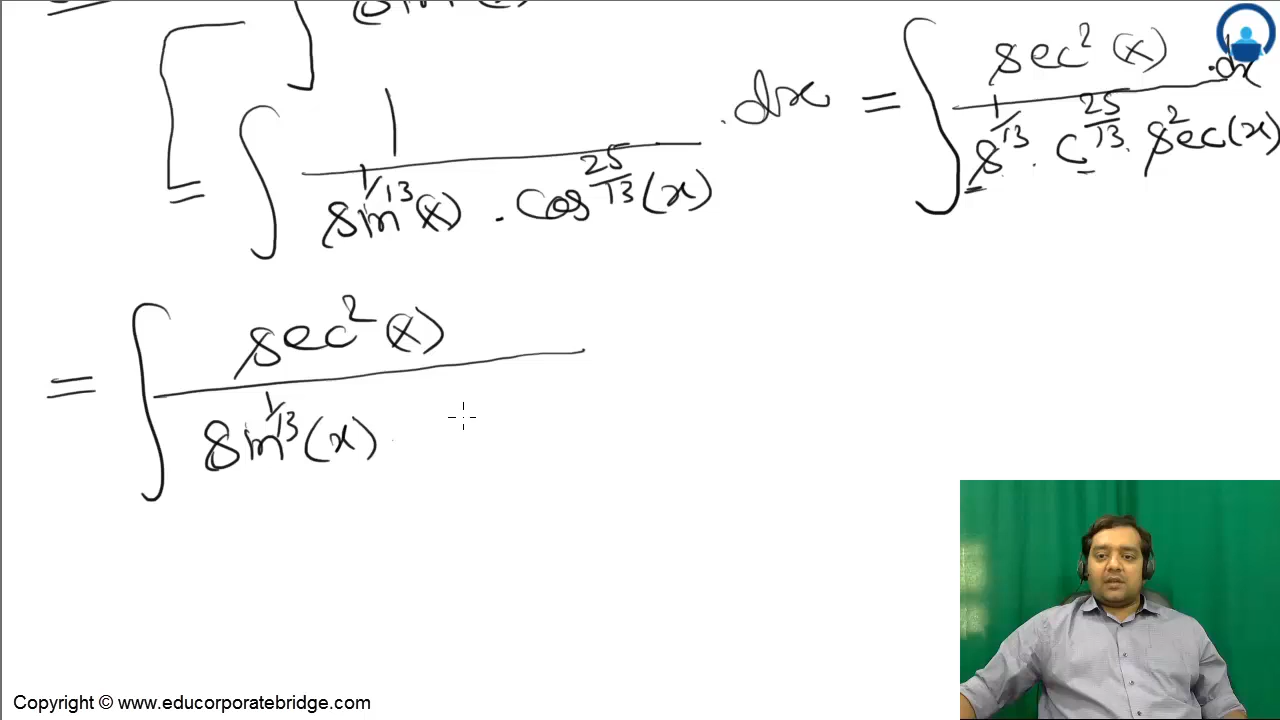 ∫ 1 / (sin^(1/13)(x) · cos^(25/13)(x)) · dx = ∫ sec²(x) / (s^(1/13) · c^(25/13) · sec²(x)) · dx
= ∫ sec²(x) / sin^(1/13)(x)
Copyright © www.educorporatebridge.com